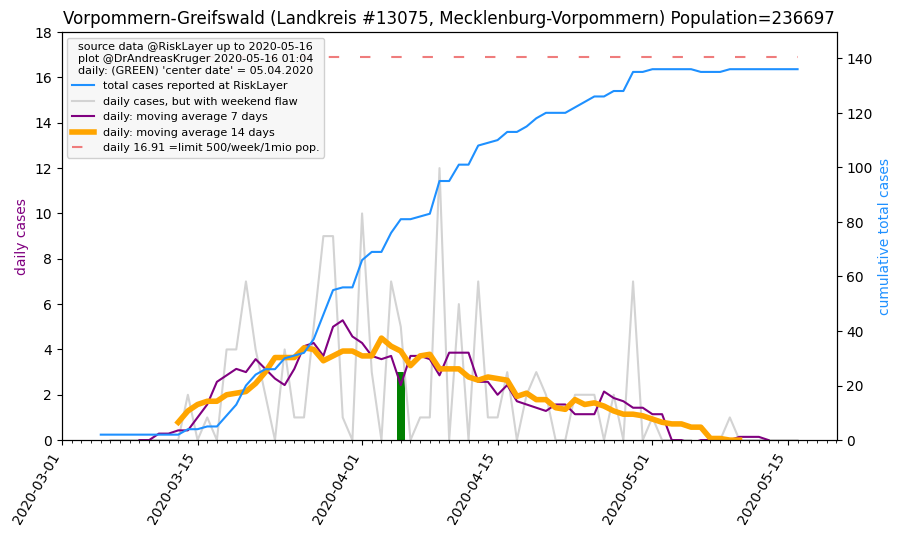 Vorpommern-Greifswald (Landkreis #13075, Mecklenburg-Vorpommern) Population=236697
source data @RiskLayer up to 2020-05-16
plot @DrAndreasKruger 2020-05-16 01:04
daily: (GREEN) 'center date' = 05.04.2020
total cases reported at RiskLayer
daily cases, but with weekend flaw
daily: moving average 7 days
daily: moving average 14 days
daily 16.91 =limit 500/week/1mio pop.
daily cases
18
16
14
12
10
8
6
4
2
0
140
120
100
80
60
40
20
0
cumulative total cases
2020-03-01
2020-03-15
2020-04-01
2020-04-15
2020-05-01
2020-05-15